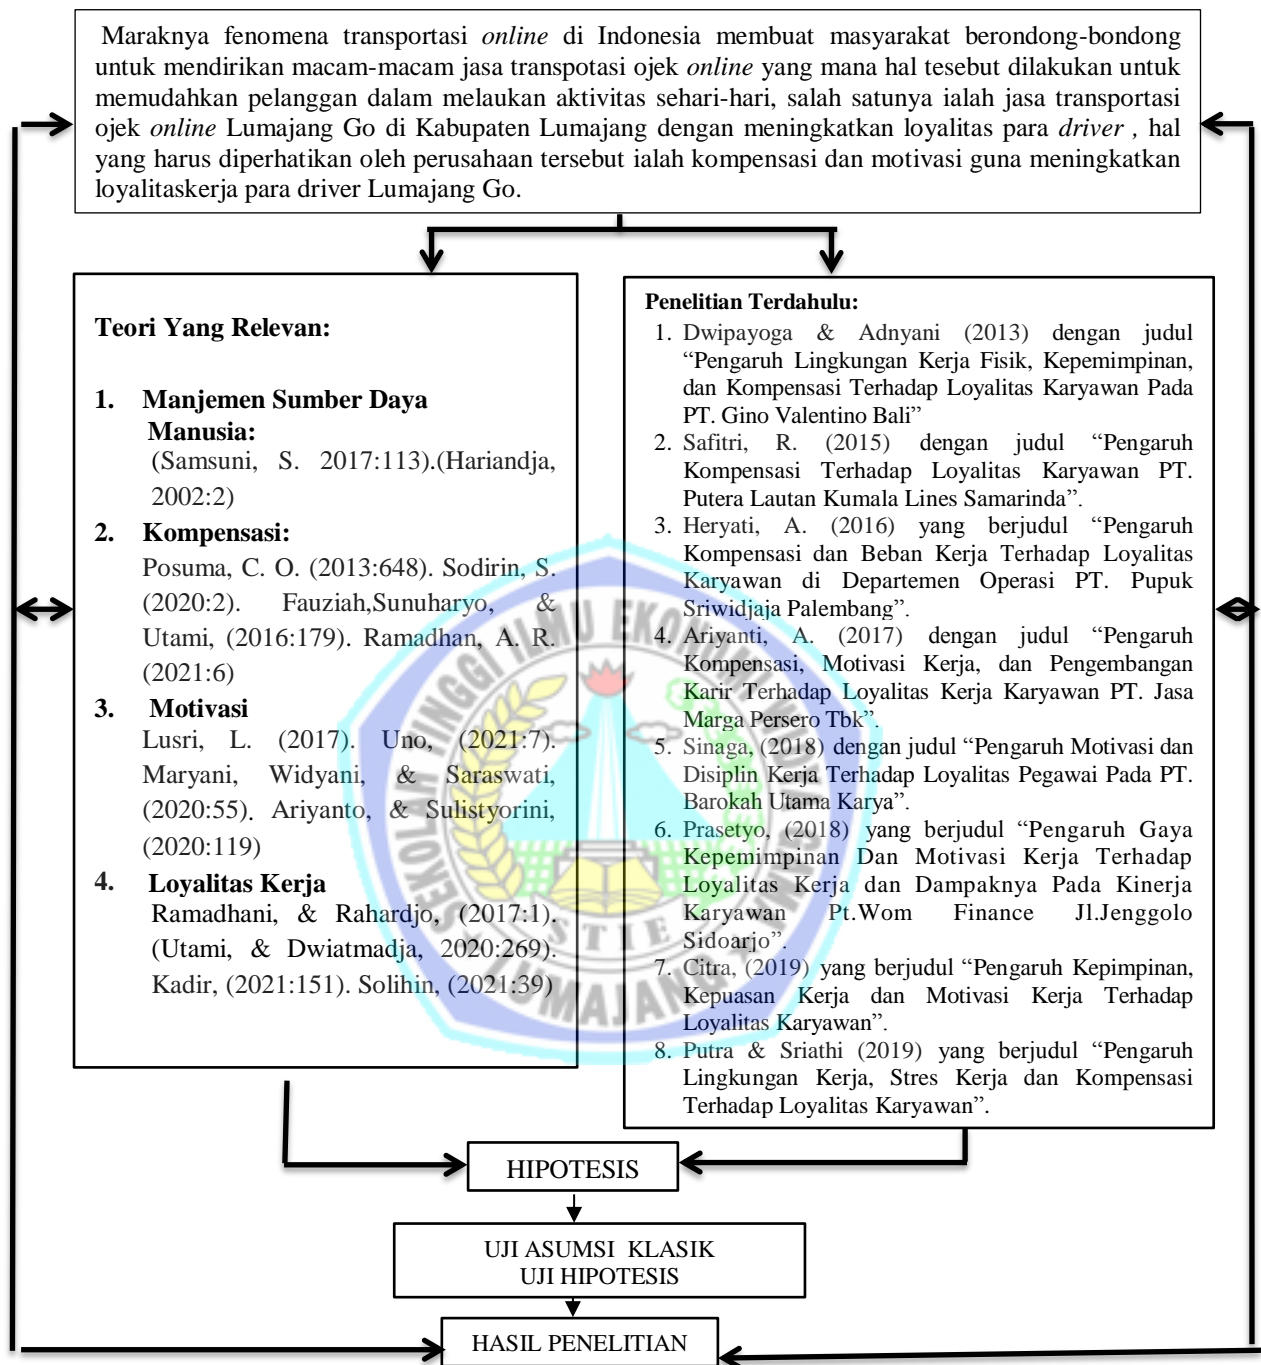 Maraknya fenomena transportasi online di Indonesia membuat masyarakat berondong-bondong
untuk mendirikan macam-macam jasa transpotasi ojek online yang mana hal tesebut dilakukan untuk
memudahkan pelanggan dalam melaukan aktivitas sehari-hari, salah satunya ialah jasa transportasi
ojek online Lumajang Go di Kabupaten Lumajang dengan meningkatkan loyalitas para driver , hal
yang harus diperhatikan oleh perusahaan tersebut ialah kompensasi dan motivasi guna meningkatkan
loyalitaskerja para driver Lumajang Go.
Teori Yang Relevan:
1. Manjemen Sumber Daya
Manusia:
(Samsuni, S. 2017:113).(Hariandja,
2002:2)
2. Kompensasi:
Posuma, C. O. (2013:648). Sodirin, S.
(2020:2). Fauziah,Sunuharyo, &
Utami, (2016:179). Ramadhan, A. R.
(2021:6)
3. Motivasi
Lusri, L. (2017). Uno, (2021:7).
Maryani, Widyani, & Saraswati,
(2020:55). Ariyanto, & Sulistyorini,
(2020:119)
4. Loyalitas Kerja
Ramadhani, & Rahardjo, (2017:1).
(Utami, & Dwiatmadja, 2020:269).
Kadir, (2021:151). Solihin, (2021:39)
Penelitian Terdahulu:
1. Dwipayoga & Adnyani (2013) dengan judul
“Pengaruh Lingkungan Kerja Fisik, Kepemimpinan,
dan Kompensasi Terhadap Loyalitas Karyawan Pada
PT. Gino Valentino Bali”
2. Safitri, R. (2015) dengan judul “Pengaruh
Kompensasi Terhadap Loyalitas Karyawan PT.
Putera Lautan Kumala Lines Samarinda”.
3. Heryati, A. (2016) yang berjudul “Pengaruh
Kompensasi dan Beban Kerja Terhadap Loyalitas
Karyawan di Departemen Operasi PT. Pupuk
Sriwidjaja Palembang”.
4. Ariyanti, A. (2017) dengan judul “Pengaruh
Kompensasi, Motivasi Kerja, dan Pengembangan
Karir Terhadap Loyalitas Kerja Karyawan PT. Jasa
Marga Persero Tbk”.
5. Sinaga, (2018) dengan judul “Pengaruh Motivasi dan
Disiplin Kerja Terhadap Loyalitas Pegawai Pada PT.
Barokah Utama Karya”.
6. Prasetyo, (2018) yang berjudul “Pengaruh Gaya
Kepemimpinan Dan Motivasi Kerja Terhadap
Loyalitas Kerja dan Dampaknya Pada Kinerja
Karyawan Pt.Wom Finance Jl.Jenggolo
Sidoarjo”.
7. Citra, (2019) yang berjudul “Pengaruh Kepimpinan,
Kepuasan Kerja dan Motivasi Kerja Terhadap
Loyalitas Karyawan”.
8. Putra & Sriathi (2019) yang berjudul “Pengaruh
Lingkungan Kerja, Stres Kerja dan Kompensasi
Terhadap Loyalitas Karyawan”.
SEKOLAH TINGGI ILMU EKONOMI WIDYA GAMA
STIE
LUMAJANG
HIPOTESIS
UJI ASUMSI KLASIK
UJI HIPOTESIS
HASIL PENELITIAN